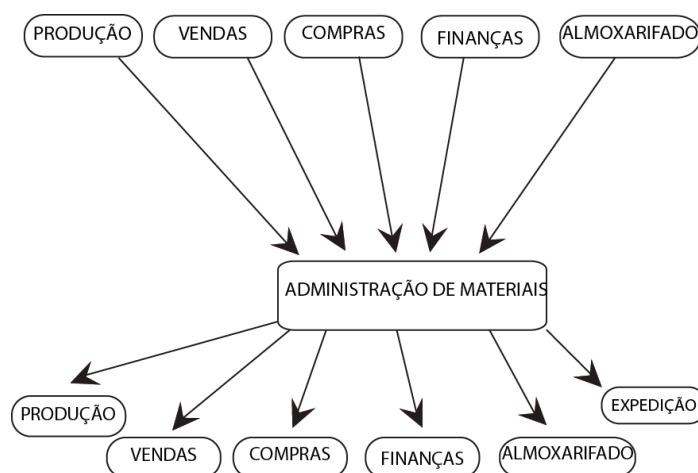 PRODUÇÃO
VENDAS
COMPRAS
FINANÇAS
ALMOXARIFADO
ADMINISTRAÇÃO DE MATERIAIS
PRODUÇÃO
VENDAS
COMPRAS
FINANÇAS
ALMOXARIFADO
EXPEDIÇÃO